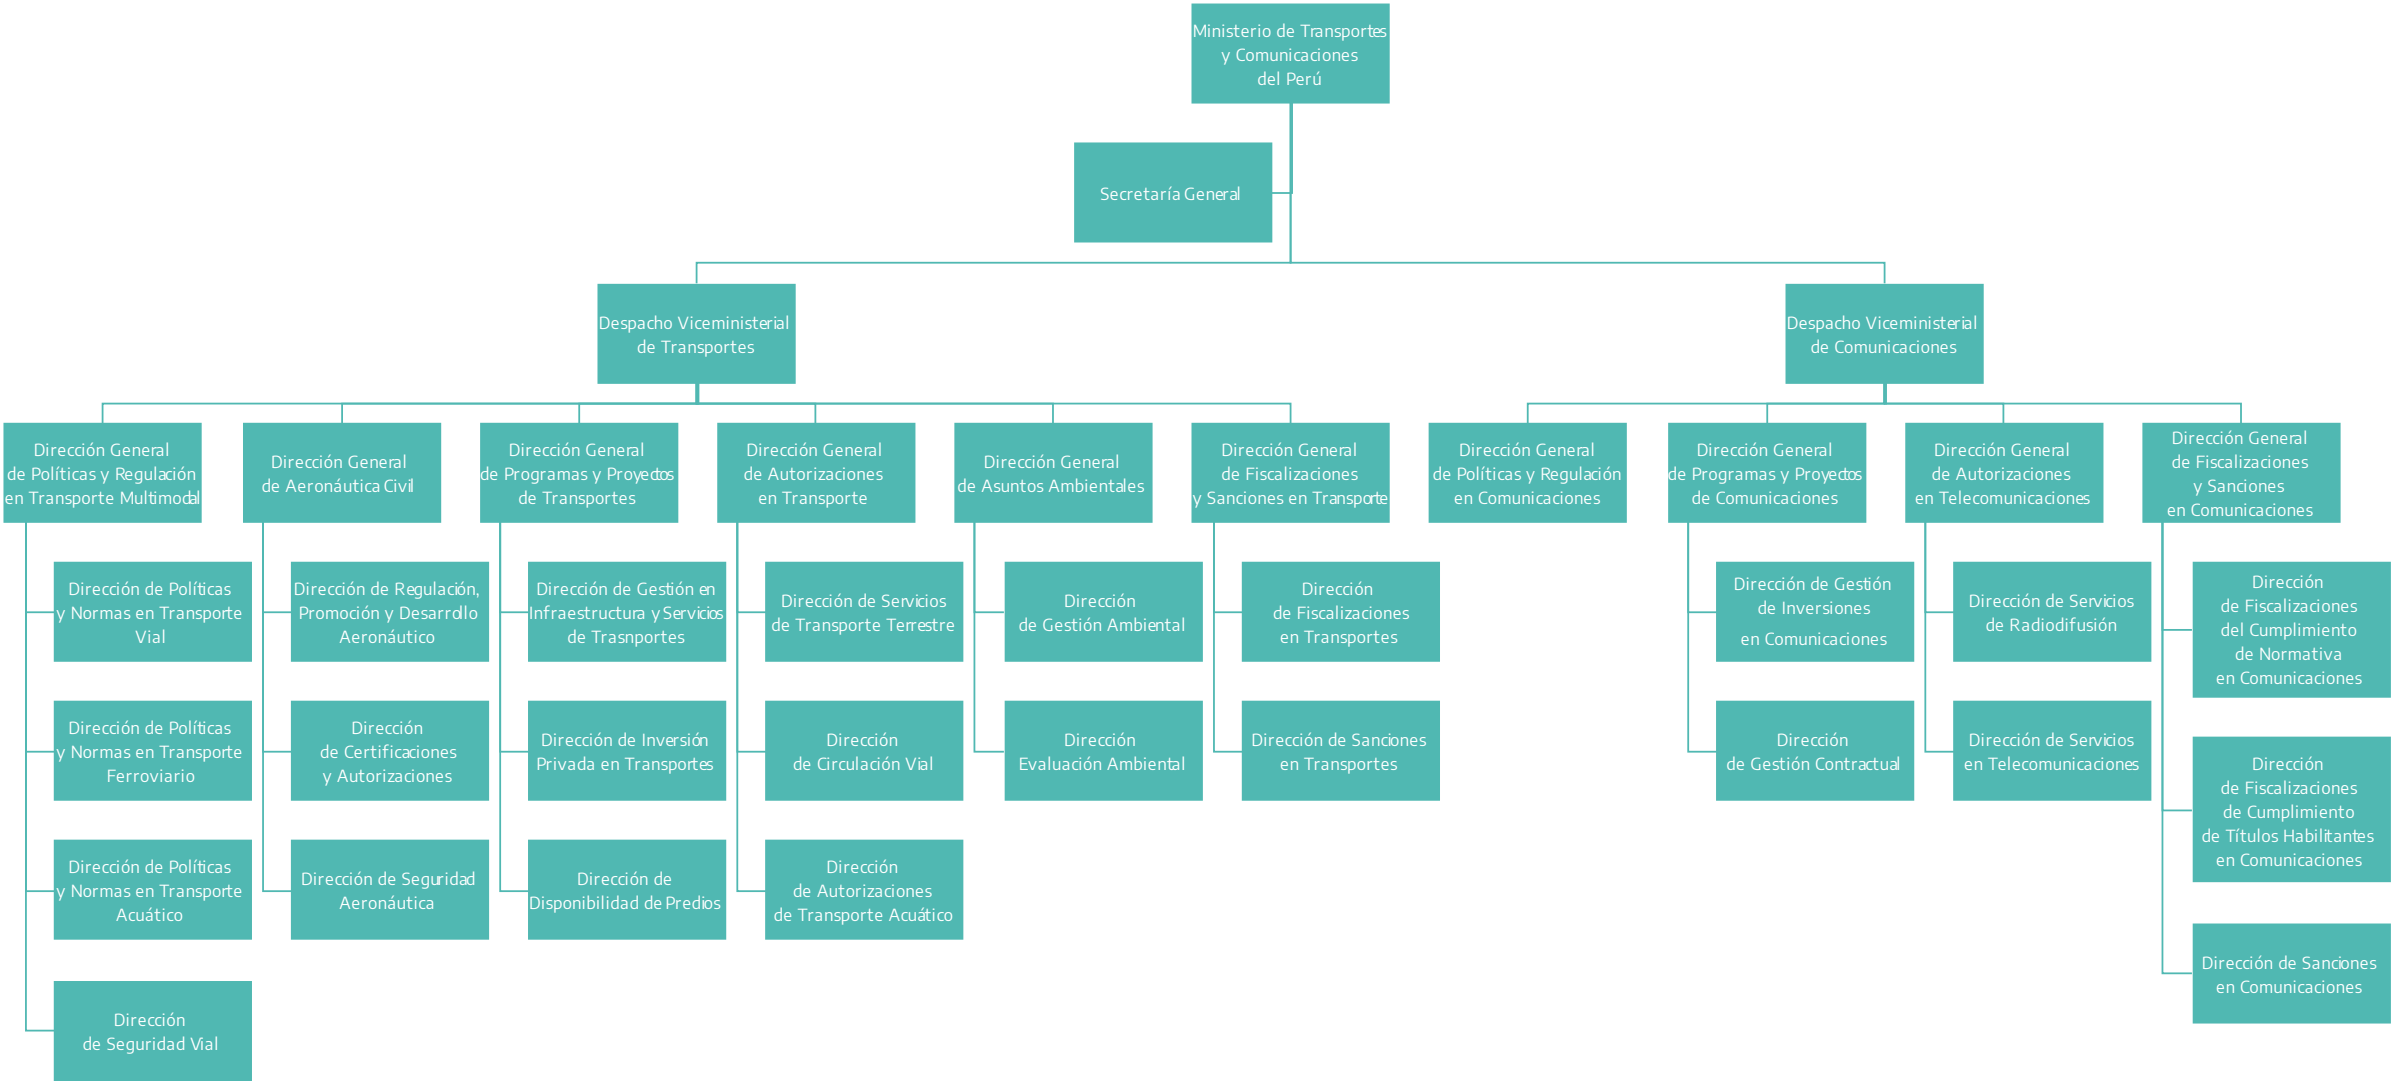 Ministerio de Transportes
y Comunicaciones
del Perú
Secretaría General
Despacho Viceministerial
de Transportes
Despacho Viceministerial
de Comunicaciones
Dirección General
de Políticas y Regulación
en Transporte Multimodal
Dirección General
de Aeronáutica Civil
Dirección General
de Programas y Proyectos
de Transportes
Dirección General
de Autorizaciones
en Transporte
Dirección General
de Asuntos Ambientales
Dirección General
de Fiscalizaciones
y Sanciones en Transporte
Dirección General
de Políticas y Regulación
en Comunicaciones
Dirección General
de Programas y Proyectos
de Comunicaciones
Dirección General
de Autorizaciones
en Telecomunicaciones
Dirección General
de Fiscalizaciones
y Sanciones
en Comunicaciones
Dirección de Políticas
y Normas en Transporte
Vial
Dirección de Regulación,
Promoción y Desarrollo
Aeronáutico
Dirección de Gestión en
Infraestructura y Servicios
de Trasnportes
Dirección de Servicios
de Transporte Terrestre
Dirección
de Gestión Ambiental
Dirección
de Fiscalizaciones
en Transportes
Dirección de Gestión
de Inversiones
en Comunicaciones
Dirección de Servicios
de Radiodifusión
Dirección
de Fiscalizaciones
del Cumplimiento
de Normativa
en Comunicaciones
Dirección de Políticas
y Normas en Transporte
Ferroviario
Dirección
de Certificaciones
y Autorizaciones
Dirección de Inversión
Privada en Transportes
Dirección
de Circulación Vial
Dirección
Evaluación Ambiental
Dirección de Sanciones
en Transportes
Dirección
de Gestión Contractual
Dirección de Servicios
en Telecomunicaciones
Dirección
de Fiscalizaciones
de Cumplimiento
de Títulos Habilitantes
en Comunicaciones
Dirección de Políticas
y Normas en Transporte
Acuático
Dirección de Seguridad
Aeronáutica
Dirección de
Disponibilidad de Predios
Dirección
de Autorizaciones
de Transporte Acuático
Dirección de Sanciones
en Comunicaciones
Dirección
de Seguridad Vial